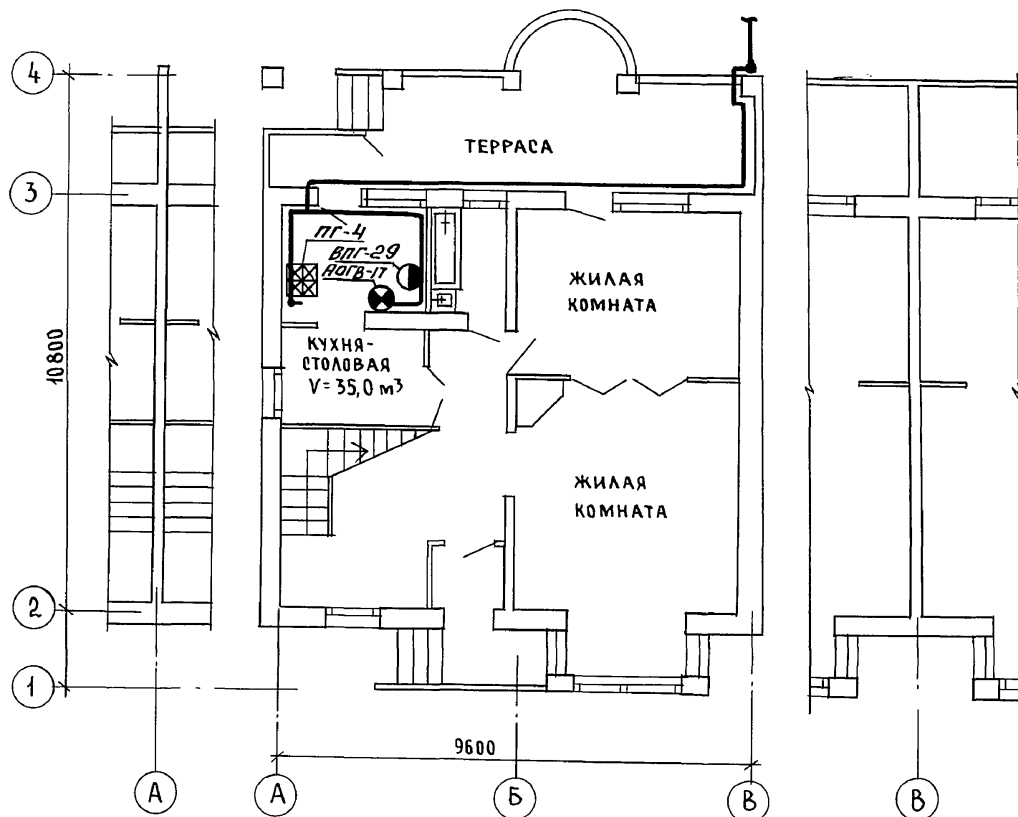 4
ТЕРРАСА
3
ПГ-4
ВПГ-29
АОГВ-17
ЖИЛАЯ
КОМНАТА
КУХНЯ-
СТОЛОВАЯ
V=35,0 м³
10800
ЖИЛАЯ
КОМНАТА
2
1
9600
А
А
Б
В
В